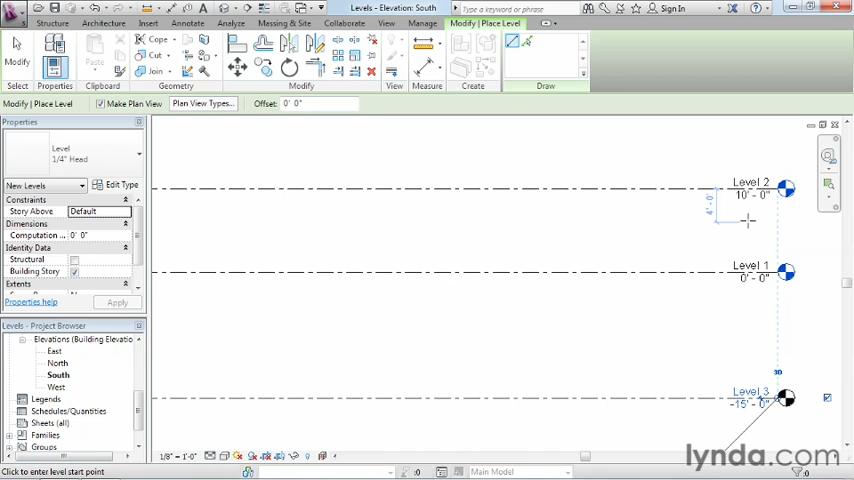 Levels - Elevation: South
Type a keyword or phrase
Sign In
Structure
Architecture
Insert
Annotate
Analyze
Massing & Site
Collaborate
View
Manage
Modify | Place Level
Modify
Properties
Paste
Cope
Cut
Join
Select
Properties
Clipboard
Geometry
Modify
View
Measure
Create
Draw
Modify | Place Level
Make Plan View
Plan View Types...
Offset: 0' 0"
Properties
Level
1/4" Head
New Levels
Edit Type
Constraints
Story Above
Default
Dimensions
Computation ...
0' 0"
Identity Data
Structural
Building Story
Extents
Properties help
Apply
Levels - Project Browser
Elevations (Building Elevatio
East
North
South
West
Legends
Schedules/Quantities
Sheets (all)
Families
Groups
Level 2
10' - 0"
4' - 0"
Level 1
0' - 0"
3D
Level 3
-15' - 0"
1/8" = 1'-0"
Click to enter level start point
:0
Main Model
:0
lynda.com